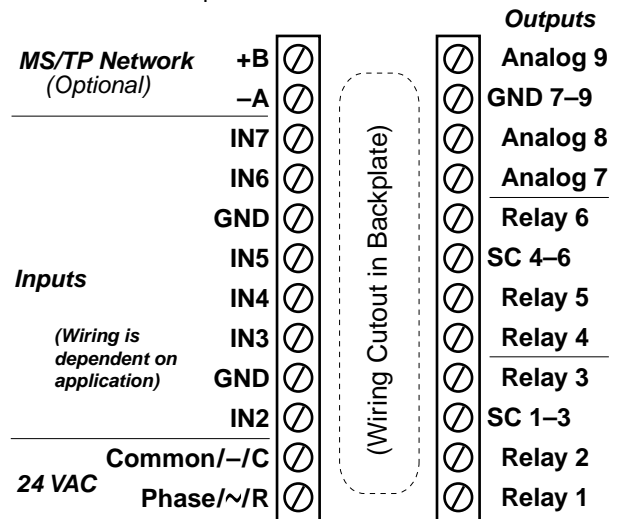 Outputs
MS/TP Network
(Optional)
+B
–A
IN7
IN6
GND
IN5
Inputs
IN4
(Wiring is
dependent on
application)
IN3
GND
IN2
24 VAC
Common/–/C
Phase/~/R
(Wiring Cutout in Backplate)
Analog 9
GND 7–9
Analog 8
Analog 7
Relay 6
SC 4–6
Relay 5
Relay 4
Relay 3
SC 1–3
Relay 2
Relay 1